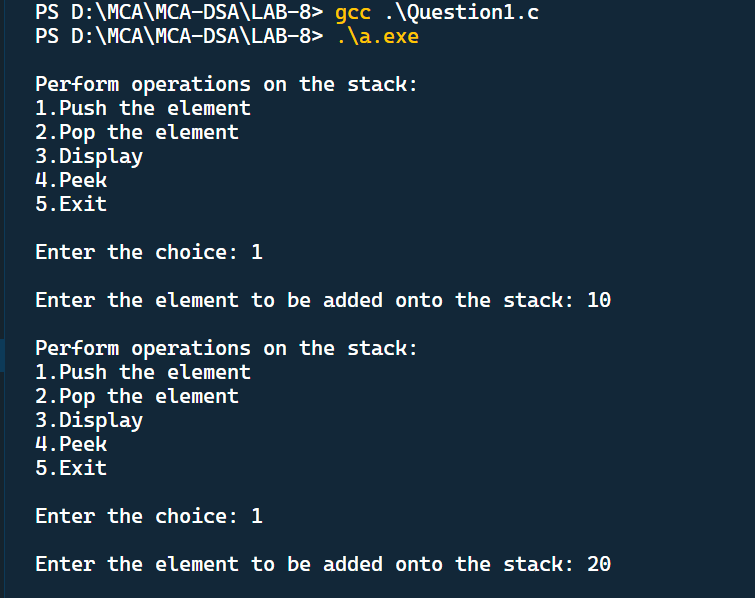 PS D:\MCA\MCA-DSA\LAB-8> gcc .\Question1.c
PS D:\MCA\MCA-DSA\LAB-8> .\a.exe
Perform operations on the stack:
1.Push the element
2.Pop the element
3.Display
4.Peek
5.Exit
Enter the choice: 1
Enter the element to be added onto the stack: 10
Perform operations on the stack:
1.Push the element
2.Pop the element
3.Display
4.Peek
5.Exit
Enter the choice: 1
Enter the element to be added onto the stack: 20